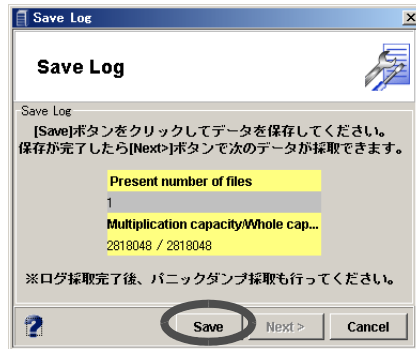 Save Log
Save Log
Save Log
[Save]ボタンをクリックしてデータを保存してください。
保存が完了したら[Next>]ボタンで次のデータが採取できます。
Present number of files
1
Multiplication capacity/Whole cap...
2818048 / 2818048
※ログ採取完了後、パニックダンプ採取も行ってください。
Save Next > Cancel